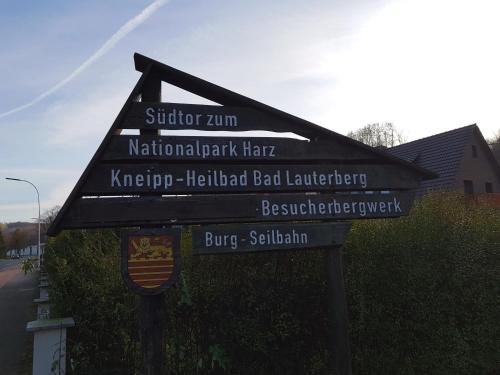 Südtor zum
Nationalpark Harz
Kneipp-Heilbad Bad Lauterberg
Besucherbergwerk
Burg - Seilbahn